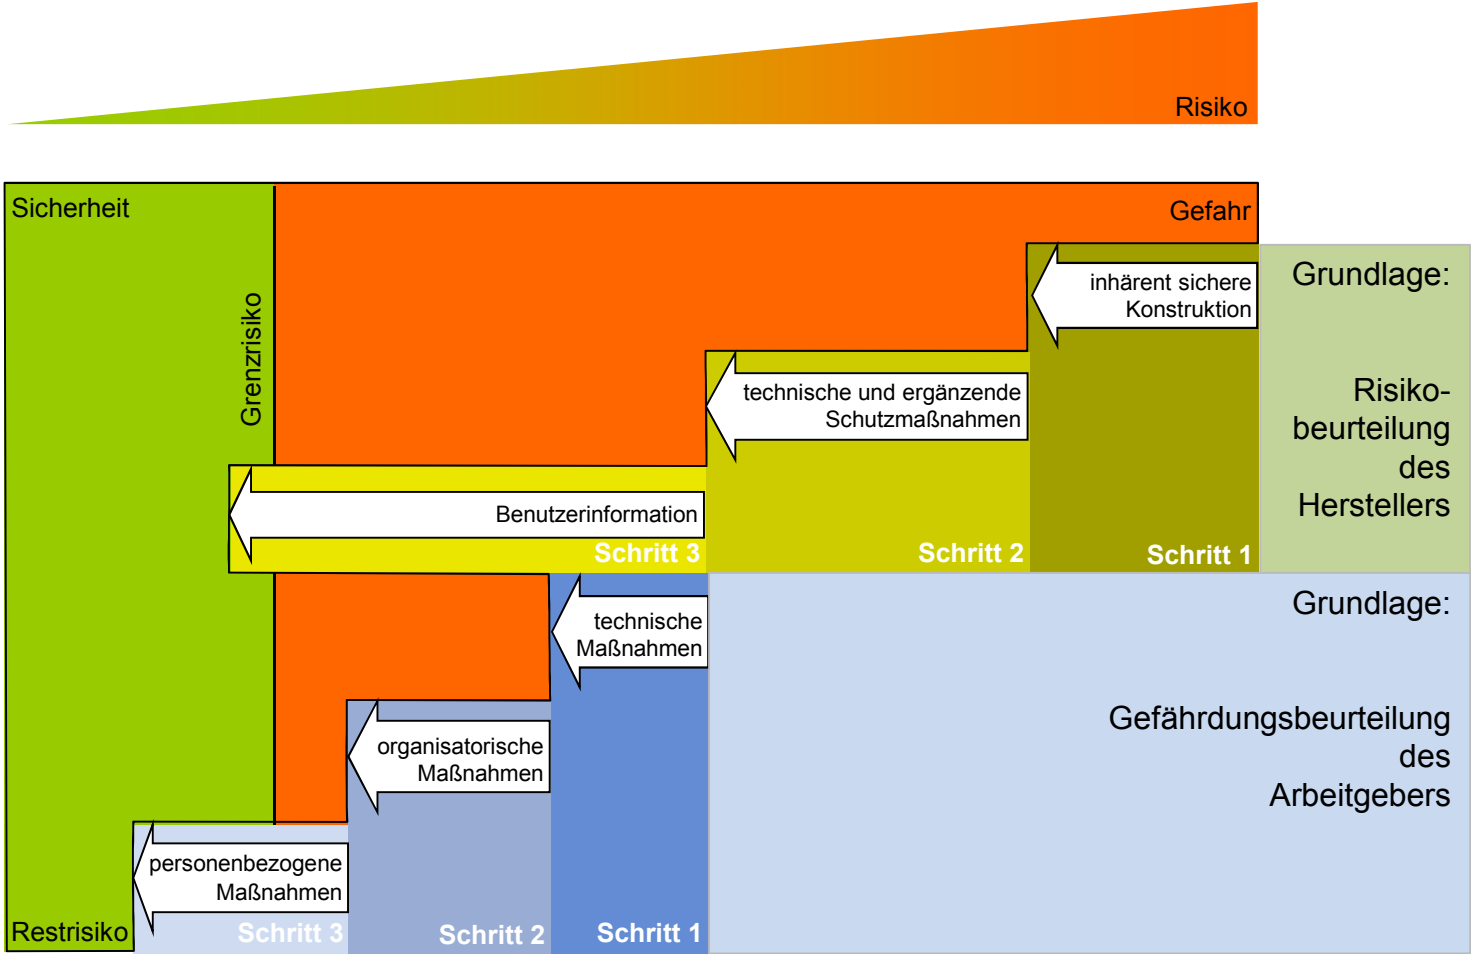 Risiko
Sicherheit
Gefahr
Grenzrisiko
inhärent sichere
Konstruktion
Grundlage:
Risiko-
beurteilung
des
Herstellers
technische und ergänzende
Schutzmaßnahmen
Benutzerinformation
Schritt 3
Schritt 2
Schritt 1
technische
Maßnahmen
Grundlage:
Gefährdungsbeurteilung
des
Arbeitgebers
organisatorische
Maßnahmen
personenbezogene
Maßnahmen
Restrisiko
Schritt 3
Schritt 2
Schritt 1